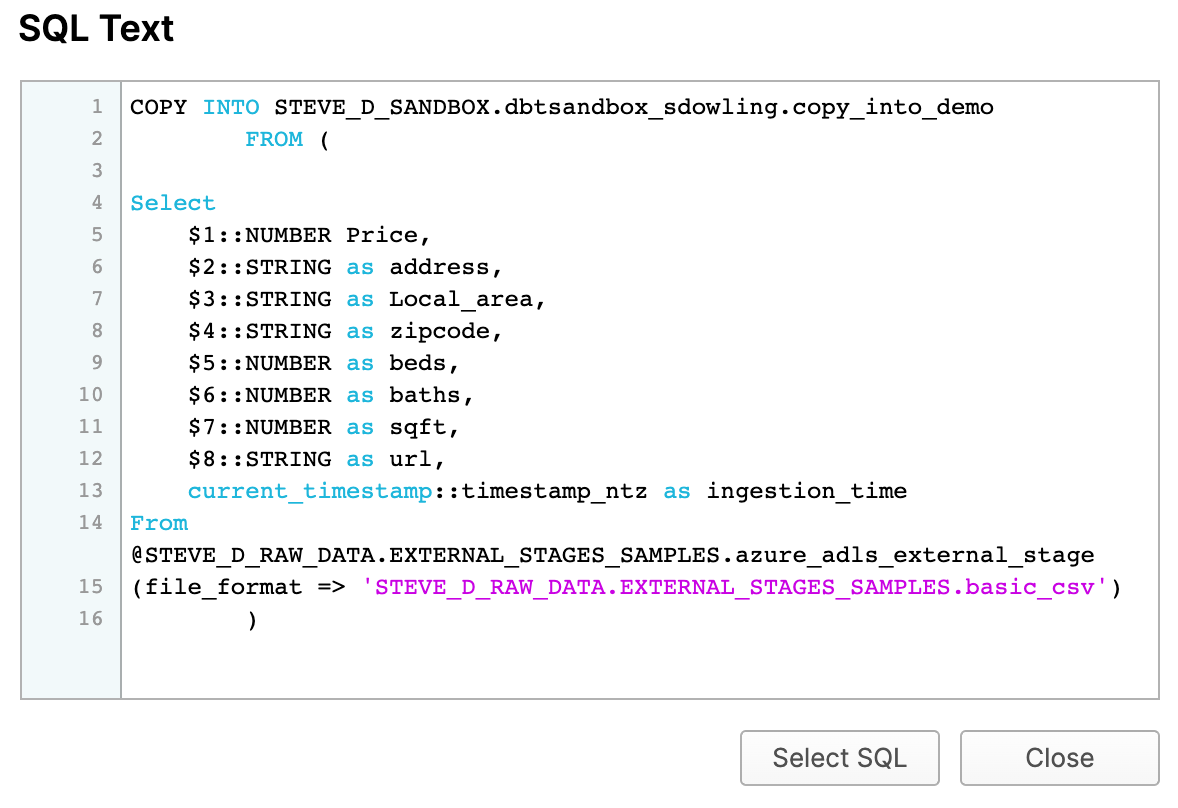 SQL Text
1 COPY INTO STEVE_D_SANDBOX.dbtsandbox_sdowling.copy_into_demo
2 FROM (
3
4 Select
5 $1::NUMBER Price,
6 $2::STRING as address,
7 $3::STRING as Local_area,
8 $4::STRING as zipcode,
9 $5::NUMBER as beds,
10 $6::NUMBER as baths,
11 $7::NUMBER as sqft,
12 $8::STRING as url,
13 current_timestamp::timestamp_ntz as ingestion_time
14 From
@STEVE_D_RAW_DATA.EXTERNAL_STAGES_SAMPLES.azure_adls_external_stage
15 (file_format => 'STEVE_D_RAW_DATA.EXTERNAL_STAGES_SAMPLES.basic_csv')
16 )
Select SQL
Close